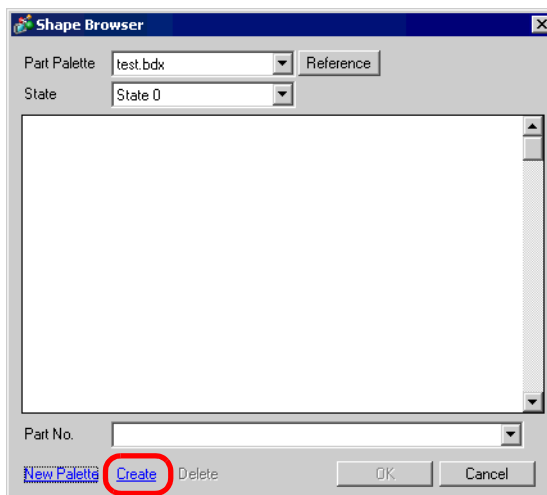 Shape Browser
Part Palette test.bdx Reference
State State 0
Part No.
New Palette Create Delete OK Cancel